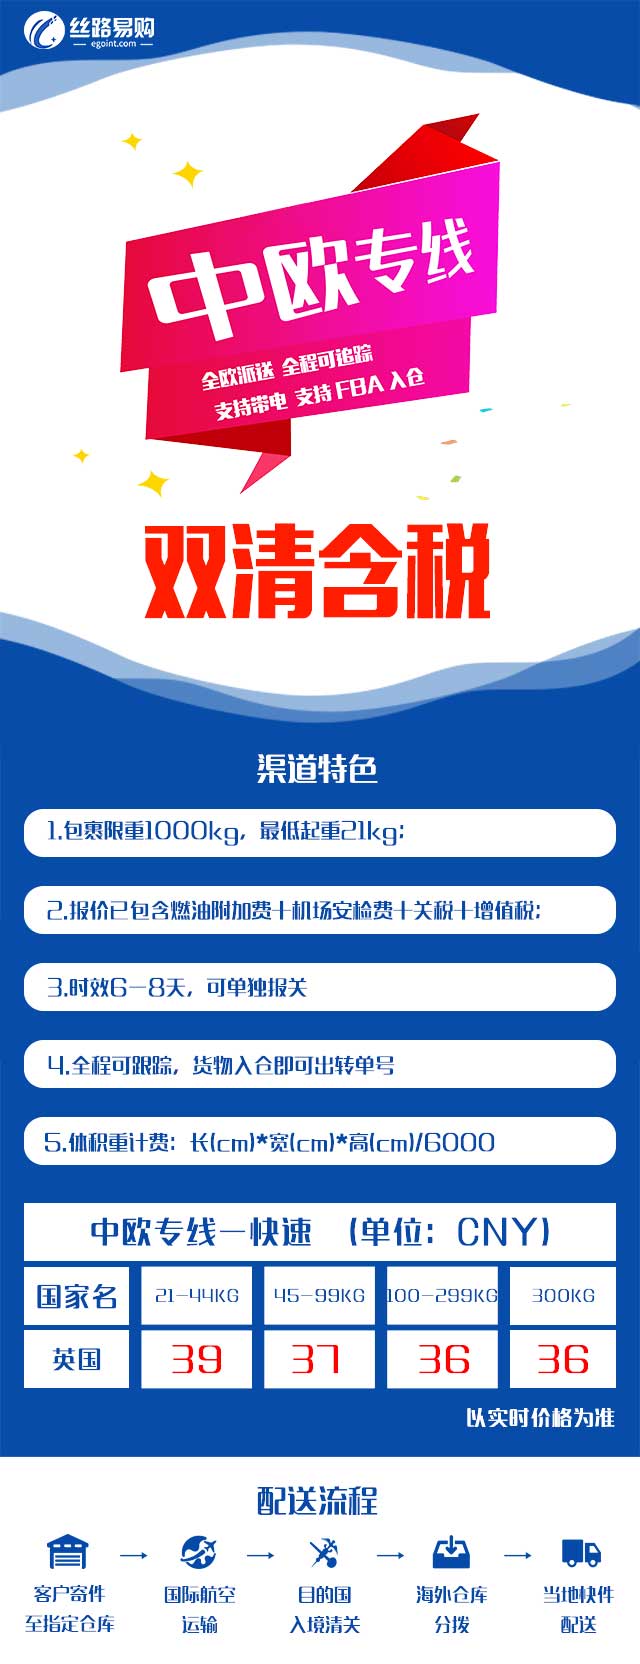 丝路易购
egoint.com
中欧专线
全欧派送 全程可追踪
支持带电 支持FBA入仓
双清含税
渠道特色
1.包裹限重1000kg，最低起重21kg；
2.报价已包含燃油附加费+机场安检费+关税+增值税；
3.时效6-8天，可单独报关
4.全程可跟踪，货物入仓即可出转单号
5.体积重计费：长(cm)*宽(cm)*高(cm)/6000
中欧专线-快速 （单位：CNY）
国家名 21-44KG 45-99KG 100-299KG 300KG
英国 39 37 36 36
以实时价格为准
配送流程
客户寄件 国际航空 目的国 海外仓库 当地快件
至指定仓库 运输 入境清关 分拨 配送